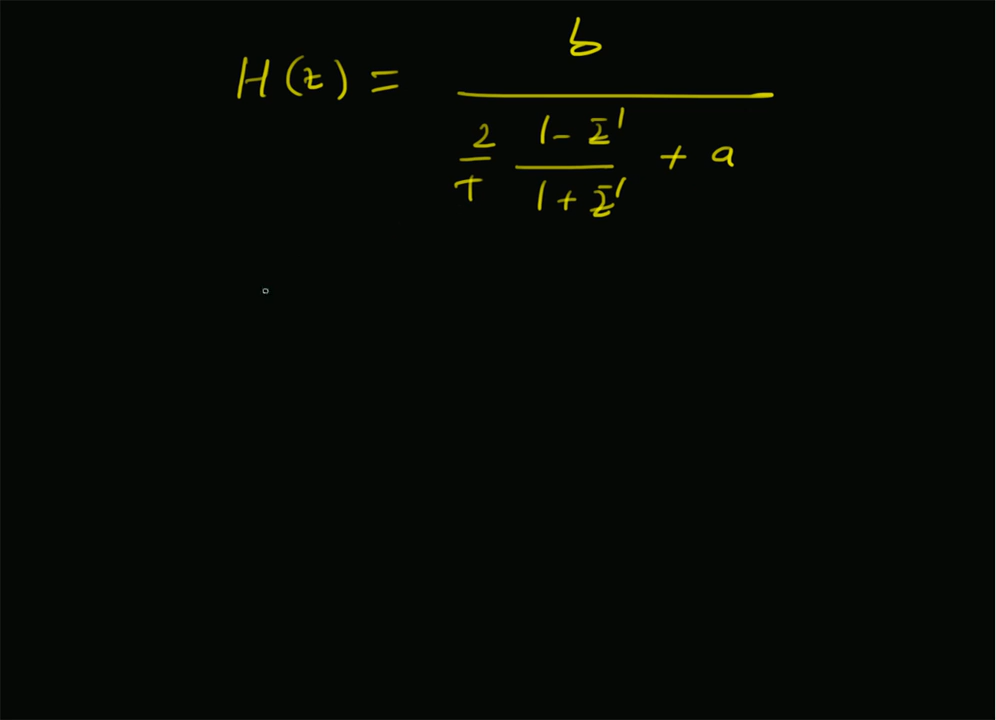 H(z) = b / (2/T (1 - z⁻¹)/(1 + z⁻¹) + a)